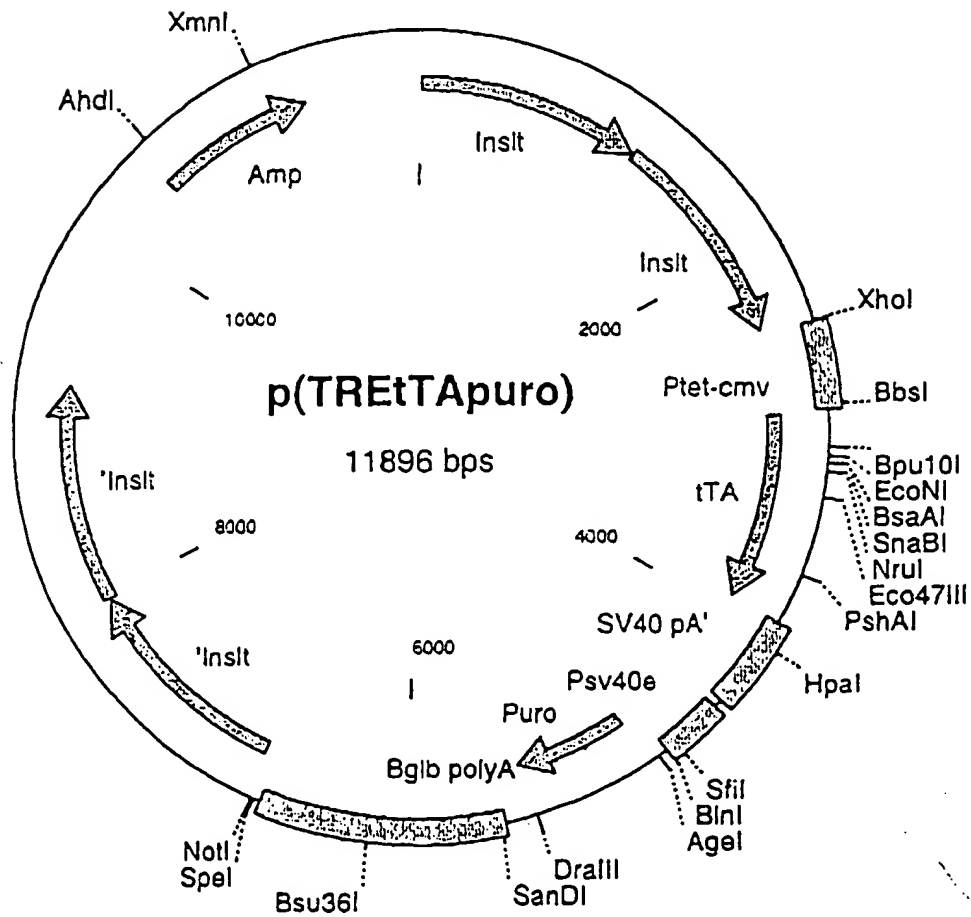 XmnI
AhdI
Amp
InsIt
InsIt
XhoI
2000
10000
p(TREtTApuro)
11896 bps
Ptet-cmv
BbsI
Bpu10I
EcoNI
BsaAI
SnaBI
NruI
Eco47III
PshAI
tTA
'InsIt
8000
4000
SV40 pA'
HpaI
'InsIt
6000
Psv40e
Puro
Bglb polyA
SfiI
BlnI
AgeI
NotI
SpeI
DraIII
Bsu36I
SanDI